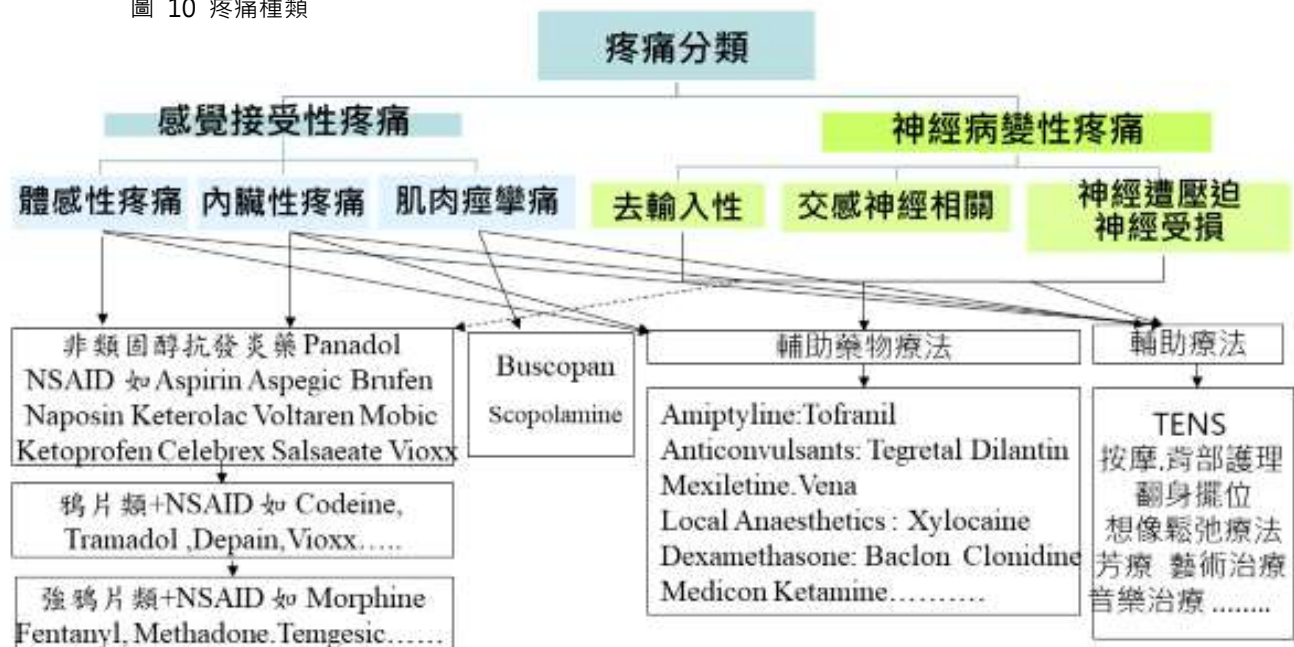 圖 10 疼痛種類
疼痛分類
感覺接受性疼痛
神經病變性疼痛
體感性疼痛
內臟性疼痛
肌肉痙攣痛
去輸入性
交感神經相關
神經遭壓迫
神經受損
非類固醇抗發炎藥 Panadol
NSAID 如 Aspirin Aspegic Brufen
Naposin Keterolac Voltaren Mobic
Ketoprofen Celebrex Salsaeate Vioxx
鴉片類+NSAID 如 Codeine,
Tramadol ,Depain,Vioxx…..
強鴉片類+NSAID 如 Morphine
Fentanyl, Methadone.Temgesic……
Buscopan
Scopolamine
輔助藥物療法
Amiptyline:Tofranil
Anticonvulsants: Tegretal Dilantin
Mexiletine.Vena
Local Anaesthetics : Xylocaine
Dexamethasone: Baclon Clonidine
Medicon Ketamine……….
輔助療法
TENS
按摩.背部護理
翻身擺位
想像鬆弛療法
芳療 藝術治療
音樂治療 ........